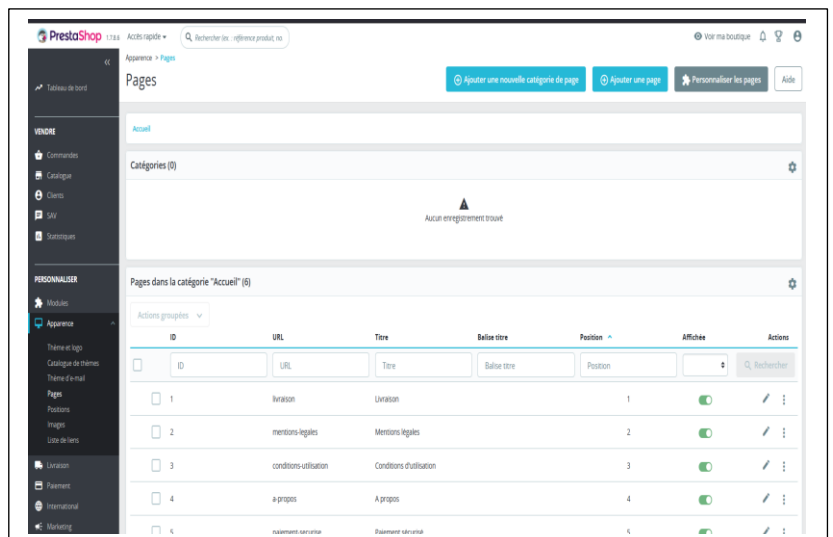 PrestaShop 1.7.8.6 Accès rapide Rechercher (ex. : référence produit, no Voir ma boutique
Apparence > Pages
Pages
Ajouter une nouvelle catégorie de page Ajouter une page Personnaliser les pages Aide
Tableau de bord
VENDRE
Commandes
Catalogue
Clients
SAV
Statistiques
PERSONNALISER
Modules
Apparence
Thème et logo
Catalogue de thèmes
Thème d'e-mail
Pages
Positions
Images
Liste de liens
Livraison
Paiement
International
Marketing
Accueil
Catégories (0)
Aucun enregistrement trouvé
Pages dans la catégorie "Accueil" (6)
Actions groupées
ID URL Titre Balise titre Position Affichée Actions
ID URL Titre Balise titre Position Rechercher
1 livraison Livraison 1
2 mentions-legales Mentions légales 2
3 conditions-utilisation Conditions d'utilisation 3
4 a-propos A propos 4
5 paiement-securise Paiement sécurisé 5